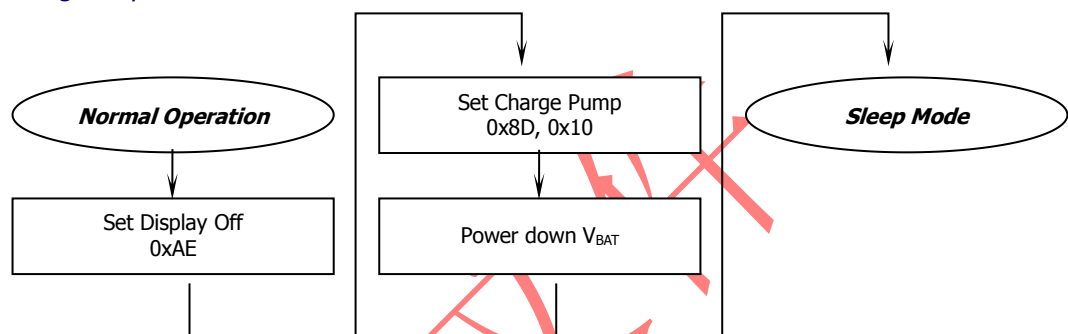 Normal Operation
Set Display Off
0xAE
Set Charge Pump
0x8D, 0x10
Power down VBAT
Sleep Mode